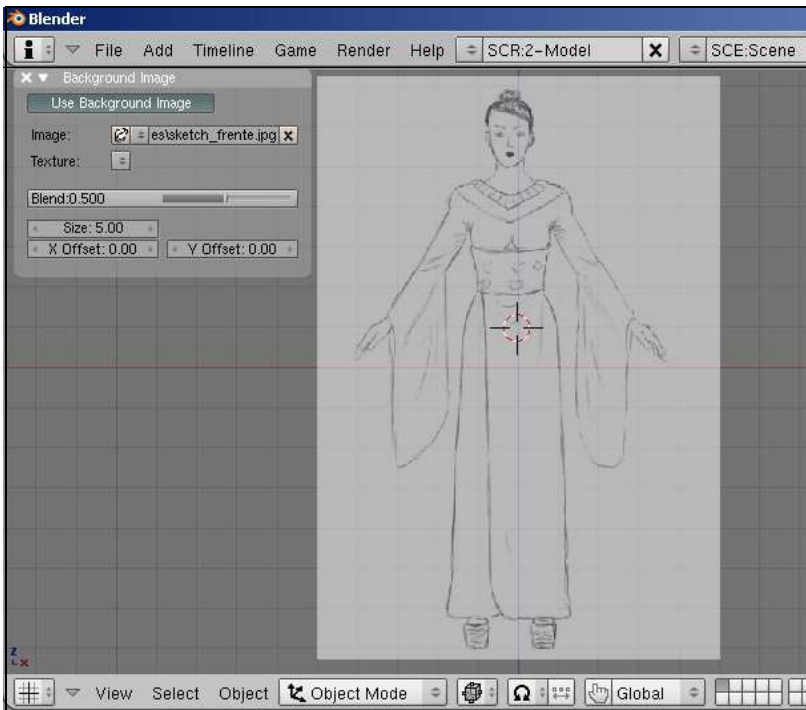 Blender
File Add Timeline Game Render Help SCR:2-Model SCE:Scene
Background Image
Use Background Image
Image: es\sketch_frente.jpg
Texture:
Blend:0.500
Size: 5.00
X Offset: 0.00 Y Offset: 0.00
z
x
View Select Object Object Mode Global